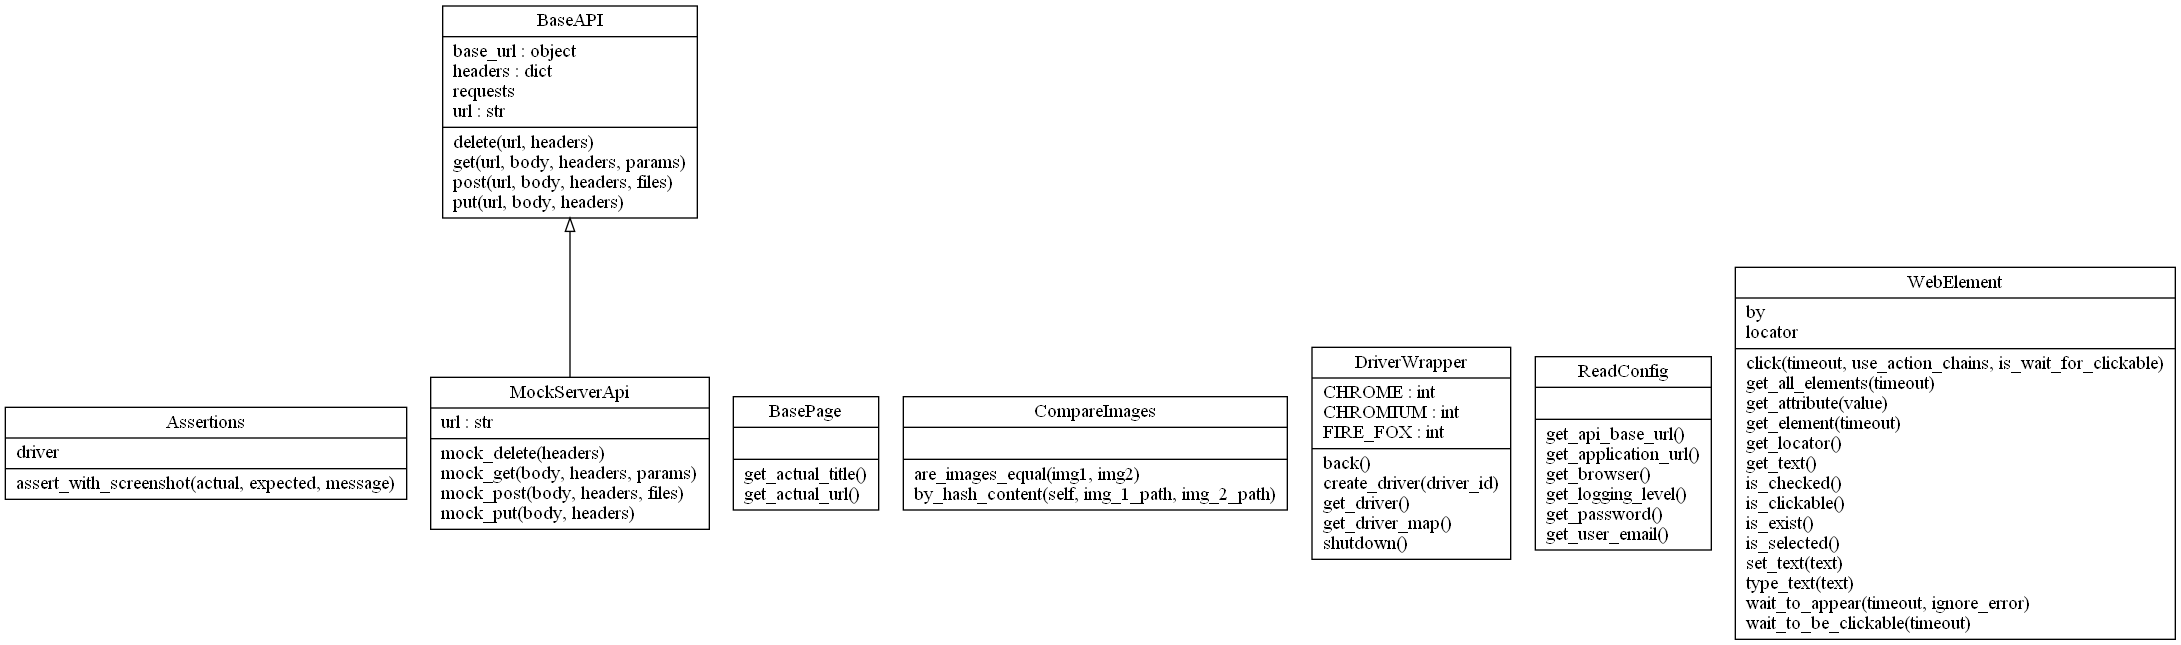 BaseAPI
base_url : object
headers : dict
requests
url : str
delete(url, headers)
get(url, body, headers, params)
post(url, body, headers, files)
put(url, body, headers)
Assertions
driver
assert_with_screenshot(actual, expected, message)
MockServerApi
url : str
mock_delete(headers)
mock_get(body, headers, params)
mock_post(body, headers, files)
mock_put(body, headers)
BasePage
get_actual_title()
get_actual_url()
CompareImages
are_images_equal(img1, img2)
by_hash_content(self, img_1_path, img_2_path)
DriverWrapper
CHROME : int
CHROMIUM : int
FIRE_FOX : int
back()
create_driver(driver_id)
get_driver()
get_driver_map()
shutdown()
ReadConfig
get_api_base_url()
get_application_url()
get_browser()
get_logging_level()
get_password()
get_user_email()
WebElement
by
locator
click(timeout, use_action_chains, is_wait_for_clickable)
get_all_elements(timeout)
get_attribute(value)
get_element(timeout)
get_locator()
get_text()
is_checked()
is_clickable()
is_exist()
is_selected()
set_text(text)
type_text(text)
wait_to_appear(timeout, ignore_error)
wait_to_be_clickable(timeout)